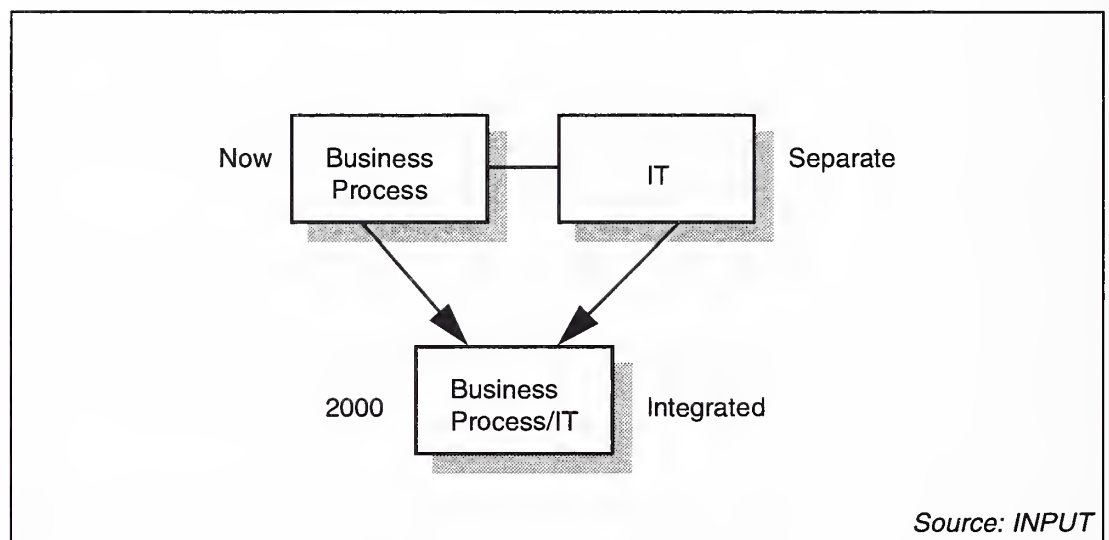 Now
Business
Process
IT
Separate
2000
Business
Process/IT
Integrated
Source: INPUT